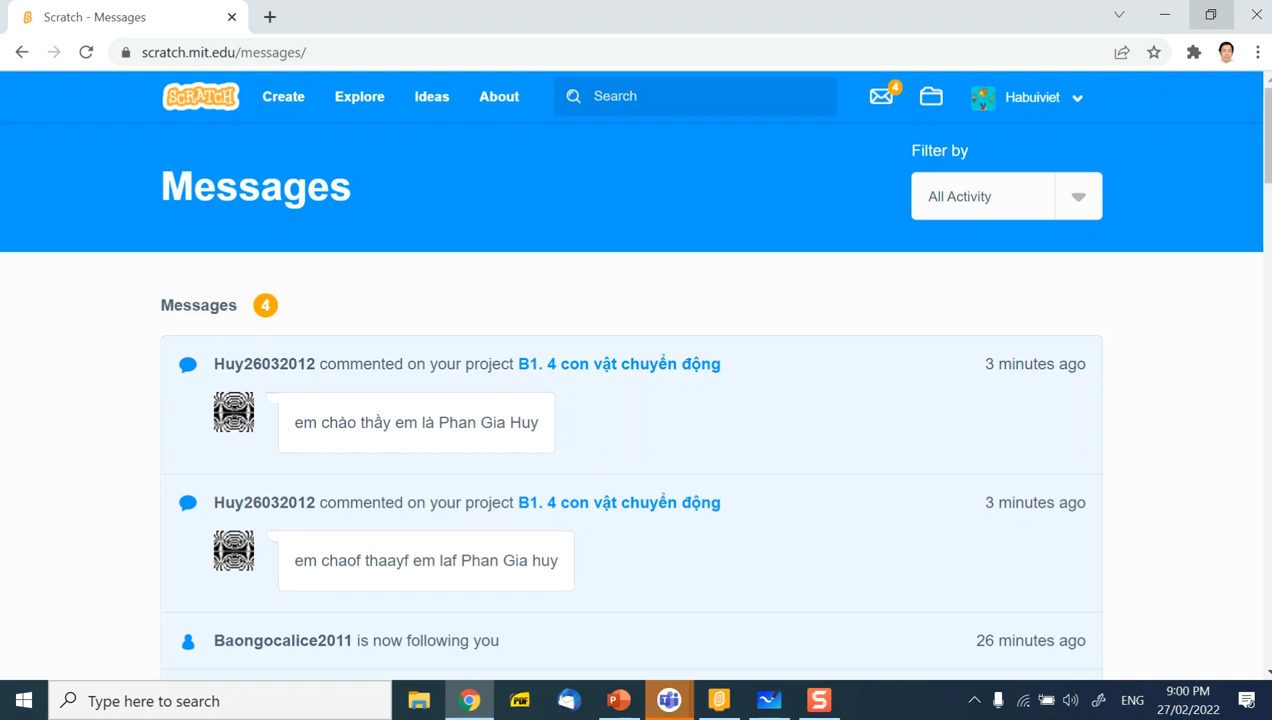 Scratch - Messages
scratch.mit.edu/messages/
SCRATCH Create Explore Ideas About Search 4 Habuiviet
Filter by
Messages
All Activity
Messages 4
Huy26032012 commented on your project B1. 4 con vật chuyển động 3 minutes ago
em chào thầy em là Phan Gia Huy
Huy26032012 commented on your project B1. 4 con vật chuyển động 3 minutes ago
em chaof thaayf em laf Phan Gia huy
Baongocalice2011 is now following you 26 minutes ago
Type here to search
PDF
ENG
9:00 PM
27/02/2022